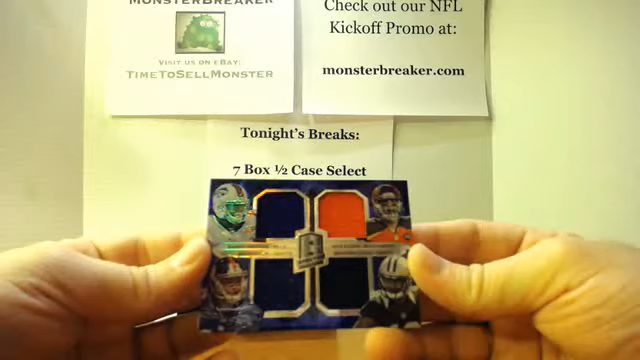 MONSTERBREAKER
VISIT US ON EBAY:
TIMETOSELLMONSTER
Check out our NFL
Kickoff Promo at:
monsterbreaker.com
Tonight's Breaks:
7 Box ½ Case Select